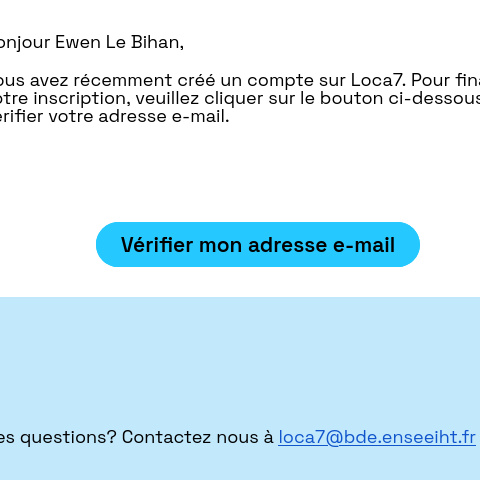 onjour Ewen Le Bihan,
ous avez récemment créé un compte sur Loca7. Pour fina
otre inscription, veuillez cliquer sur le bouton ci-dessous
érifier votre adresse e-mail.
Vérifier mon adresse e-mail
es questions? Contactez nous à loca7@bde.enseeiht.fr